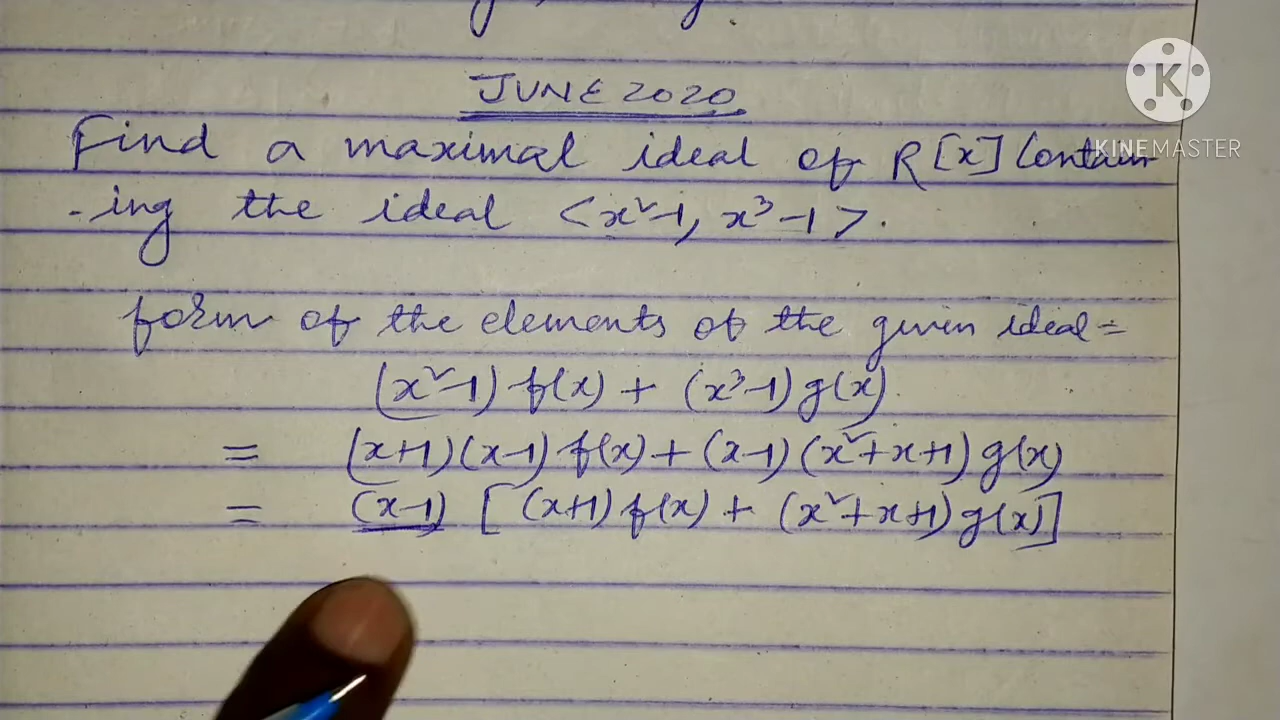 JUNE 2020
K
KINEMASTER
Find a maximal ideal of R[x] Contain-
-ing the ideal <x²-1, x³-1>.
form of the elements of the given ideal =
(x²-1) f(x) + (x³-1) g(x)
= (x+1)(x-1) f(x) + (x-1)(x²+x+1) g(x)
= (x-1) [(x+1) f(x) + (x²+x+1) g(x)]